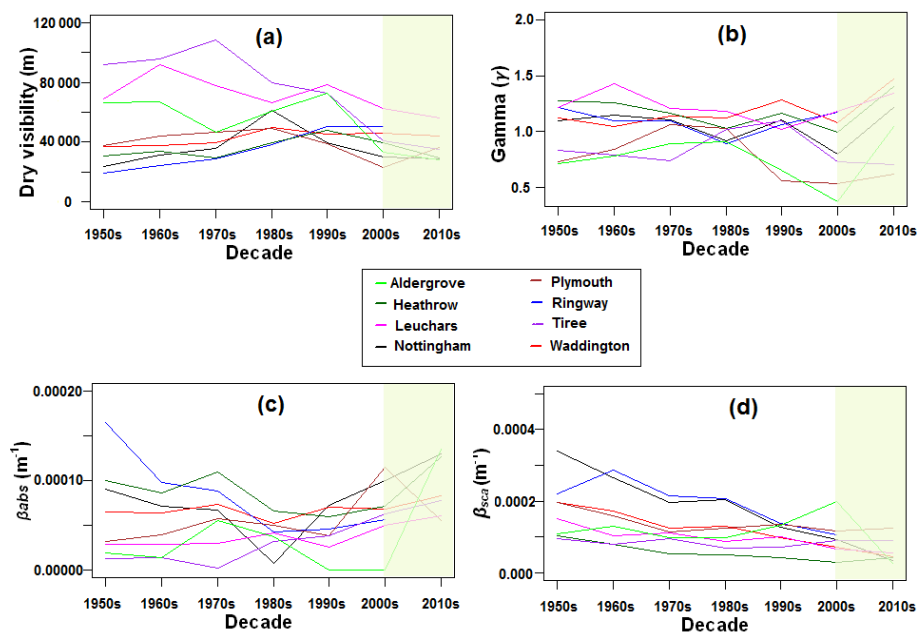 (a)
Dry visibility (m)
120 000
80 000
40 000
0
1950s 1960s 1970s 1980s 1990s 2000s 2010s
Decade
(b)
Gamma (γ)
1.5
1.0
0.5
1950s 1960s 1970s 1980s 1990s 2000s 2010s
Decade
Aldergrove
Heathrow
Leuchars
Nottingham
Plymouth
Ringway
Tiree
Waddington
(c)
βabs (m⁻¹)
0.00020
0.00010
0.00000
1950s 1960s 1970s 1980s 1990s 2000s 2010s
Decade
(d)
βsca (m⁻¹)
0.0004
0.0002
0.000
1950s 1960s 1970s 1980s 1990s 2000s 2010s
Decade